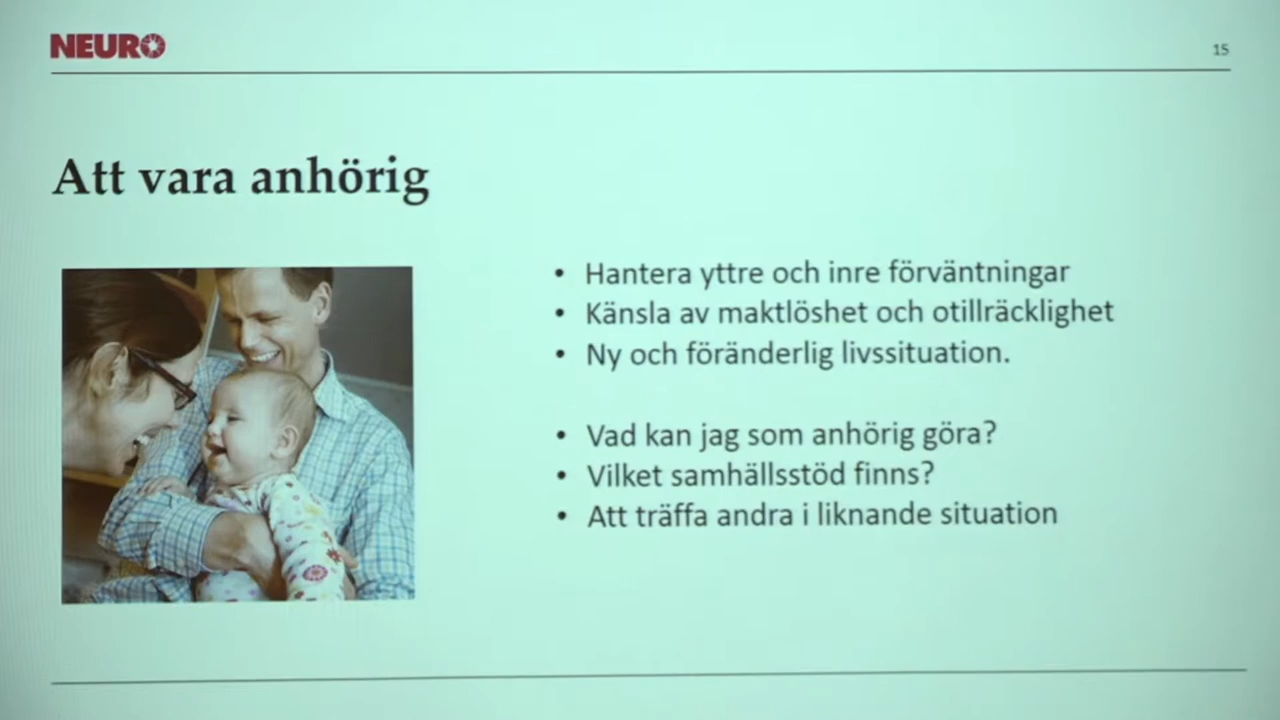 NEURO
15
Att vara anhörig
• Hantera yttre och inre förväntningar
• Känsla av maktlöshet och otillräcklighet
• Ny och föränderlig livssituation.
• Vad kan jag som anhörig göra?
• Vilket samhällsstöd finns?
• Att träffa andra i liknande situation